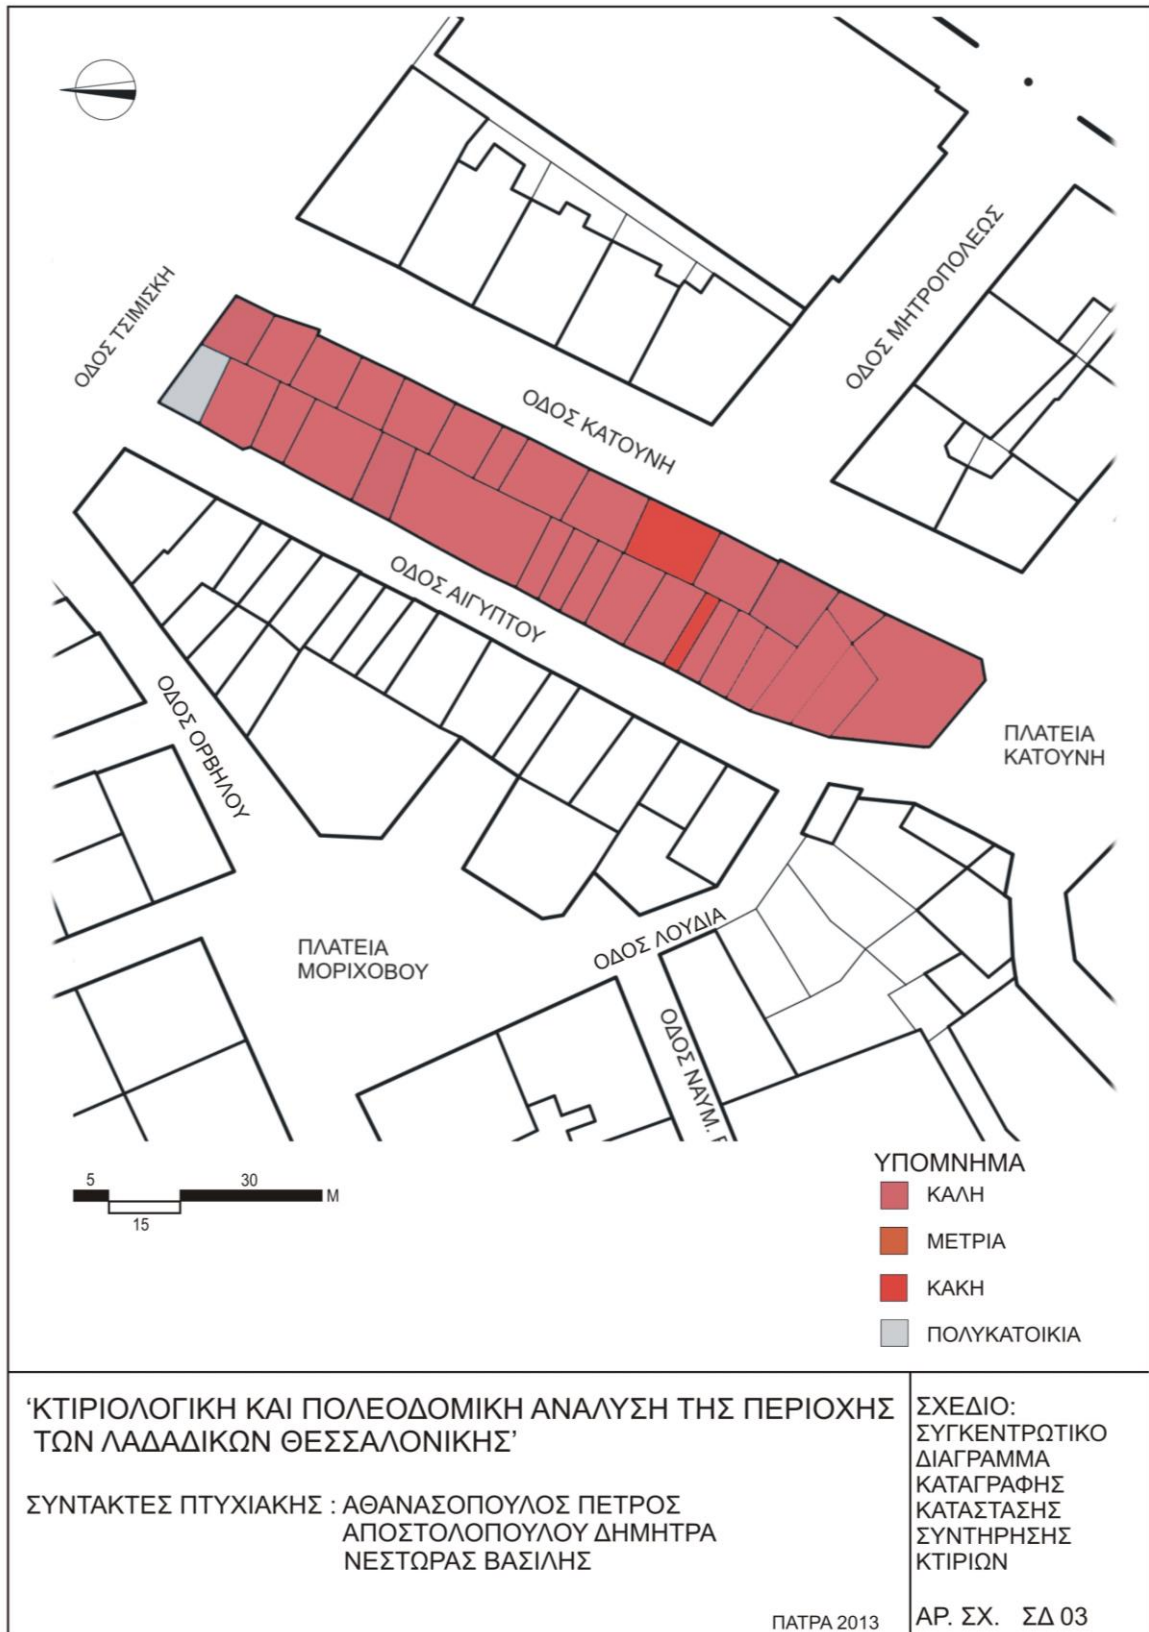 ΟΔΟΣ ΤΣΙΜΙΣΚΗ
ΟΔΟΣ ΜΗΤΡΟΠΟΛΕΩΣ
ΟΔΟΣ ΚΑΤΟΥΝΗ
ΟΔΟΣ ΑΙΓΥΠΤΟΥ
ΟΔΟΣ ΟΡΒΗΛΟΥ
ΠΛΑΤΕΙΑ
ΚΑΤΟΥΝΗ
ΠΛΑΤΕΙΑ
ΜΟΡΙΧΟΒΟΥ
ΟΔΟΣ ΛΟΥΔΙΑ
ΟΔΟΣ ΝΑΥΜ.
5 30 M
15
ΥΠΟΜΝΗΜΑ
ΚΑΛΗ
ΜΕΤΡΙΑ
ΚΑΚΗ
ΠΟΛΥΚΑΤΟΙΚΙΑ
‘ΚΤΙΡΙΟΛΟΓΙΚΗ ΚΑΙ ΠΟΛΕΟΔΟΜΙΚΗ ΑΝΑΛΥΣΗ ΤΗΣ ΠΕΡΙΟΧΗΣ
ΤΩΝ ΛΑΔΑΔΙΚΩΝ ΘΕΣΣΑΛΟΝΙΚΗΣ’
ΣΥΝΤΑΚΤΕΣ ΠΤΥΧΙΑΚΗΣ : ΑΘΑΝΑΣΟΠΟΥΛΟΣ ΠΕΤΡΟΣ
ΑΠΟΣΤΟΛΟΠΟΥΛΟΥ ΔΗΜΗΤΡΑ
ΝΕΣΤΩΡΑΣ ΒΑΣΙΛΗΣ
ΠΑΤΡΑ 2013
ΣΧΕΔΙΟ:
ΣΥΓΚΕΝΤΡΩΤΙΚΟ
ΔΙΑΓΡΑΜΜΑ
ΚΑΤΑΓΡΑΦΗΣ
ΚΑΤΑΣΤΑΣΗΣ
ΣΥΝΤΗΡΗΣΗΣ
ΚΤΙΡΙΩΝ
ΑΡ. ΣΧ. ΣΔ 03